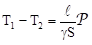 T₁ − T₂ = ℓ/γS 𝒫